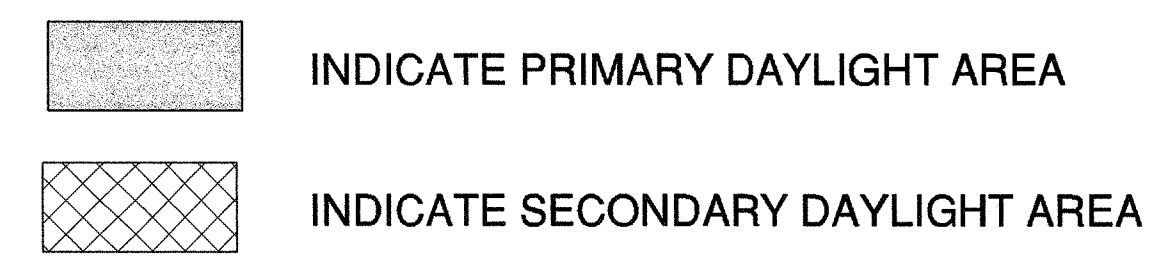 INDICATE PRIMARY DAYLIGHT AREA
INDICATE SECONDARY DAYLIGHT AREA